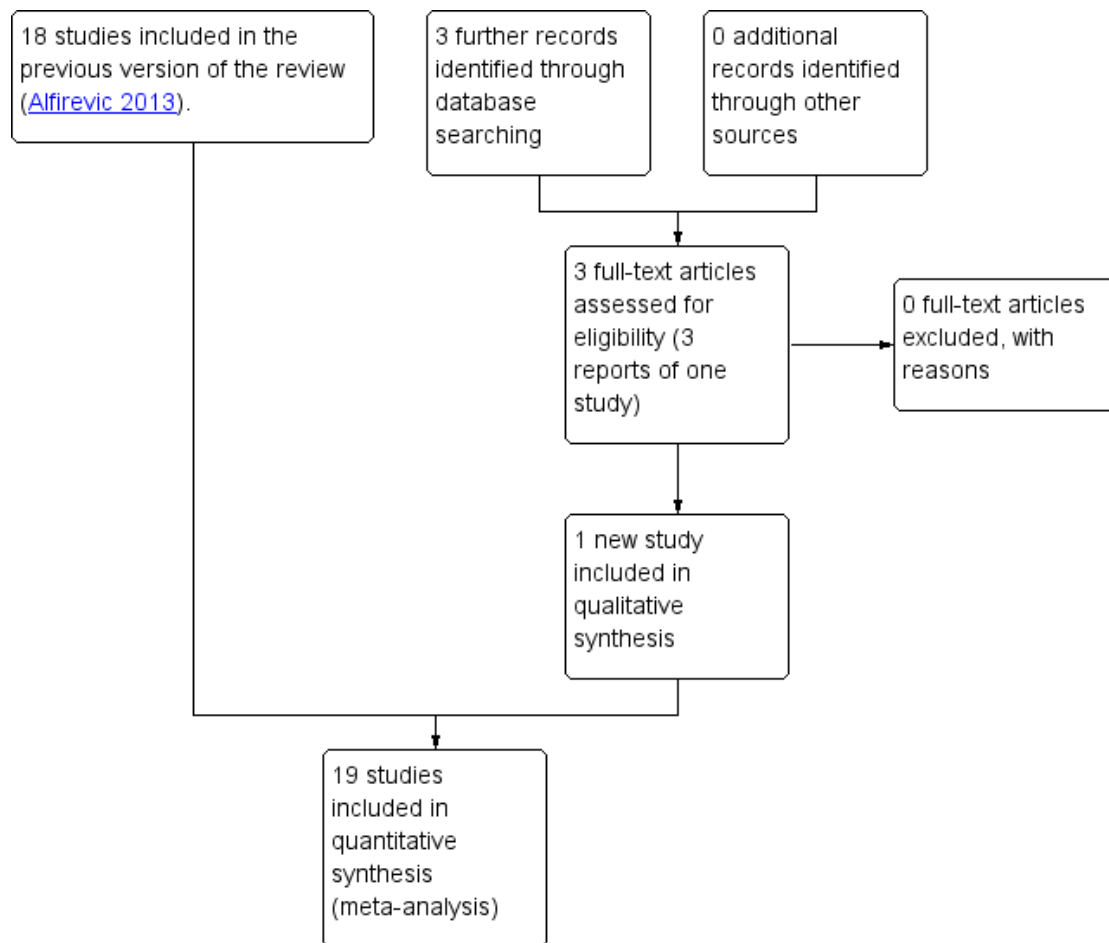 18 studies included in the
previous version of the review
(Alfirevic 2013).
3 further records
identified through
database
searching
0 additional
records identified
through other
sources
3 full-text articles
assessed for
eligibility (3
reports of one
study)
0 full-text articles
excluded, with
reasons
1 new study
included in
qualitative
synthesis
19 studies
included in
quantitative
synthesis
(meta-analysis)